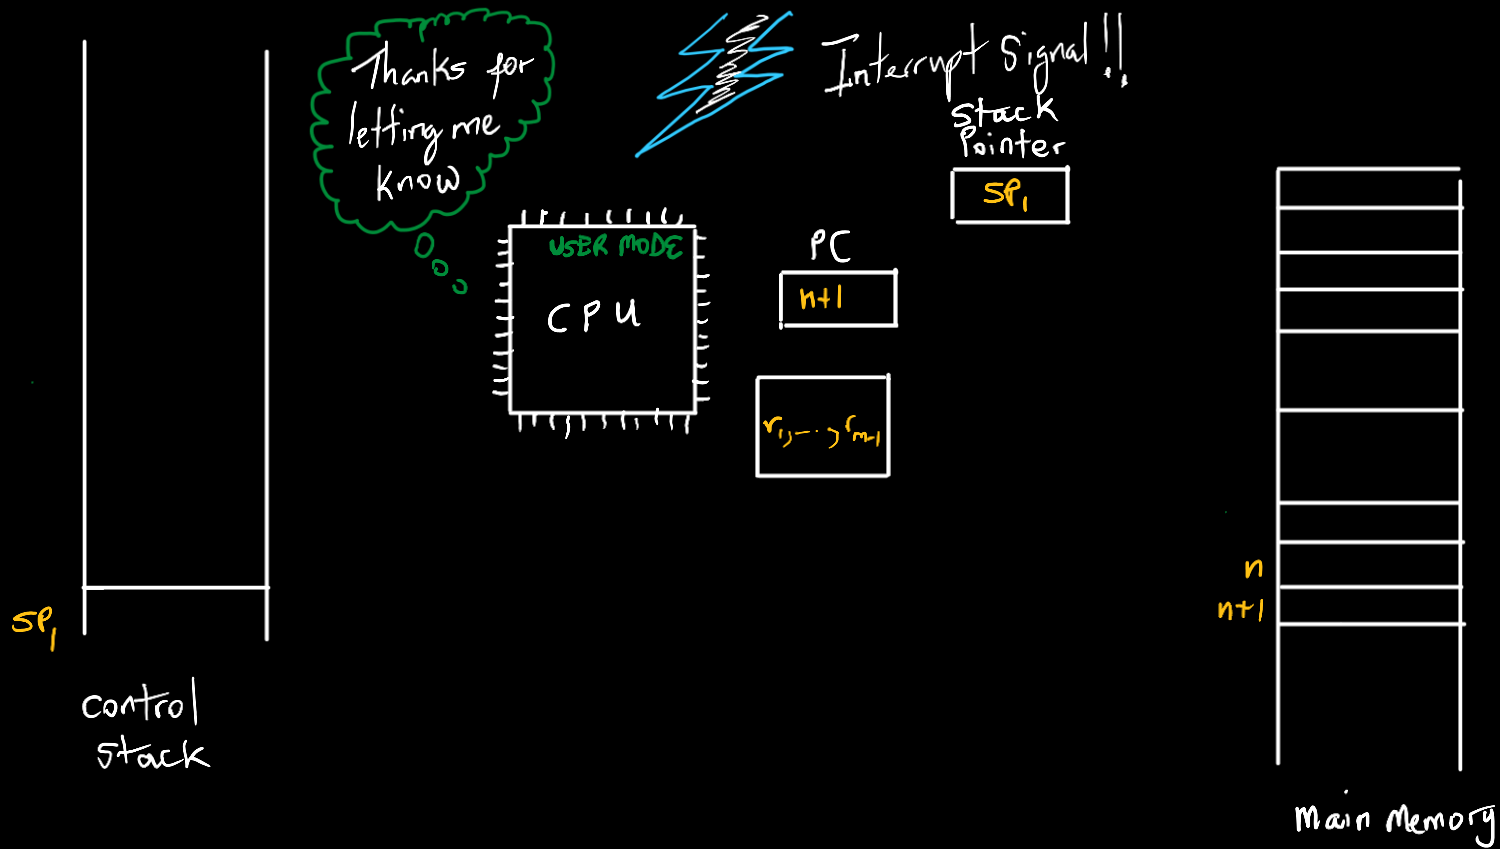 Thanks for
letting me
know
Interrupt Signal!!
Stack
Pointer
SP₁
USER MODE
CPU
PC
n+1
r₁, ..., rₘ₋₁
n
n+1
SP₁
control
stack
Main Memory